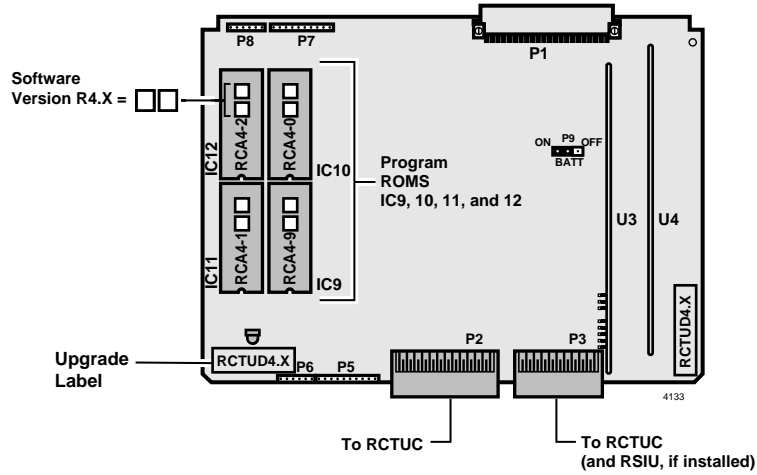 P8
P7
P1
Software
Version R4.X =
IC12
RCA4-2
RCA4-0
IC10
ON
P9
OFF
BATT
Program
ROMS
IC9, 10, 11, and 12
U3
U4
IC11
RCA4-1
RCA4-9
IC9
Upgrade
Label
RCTUD4.X
P6
P5
P2
P3
RCTUD4.X
4133
To RCTUC
To RCTUC
(and RSIU, if installed)